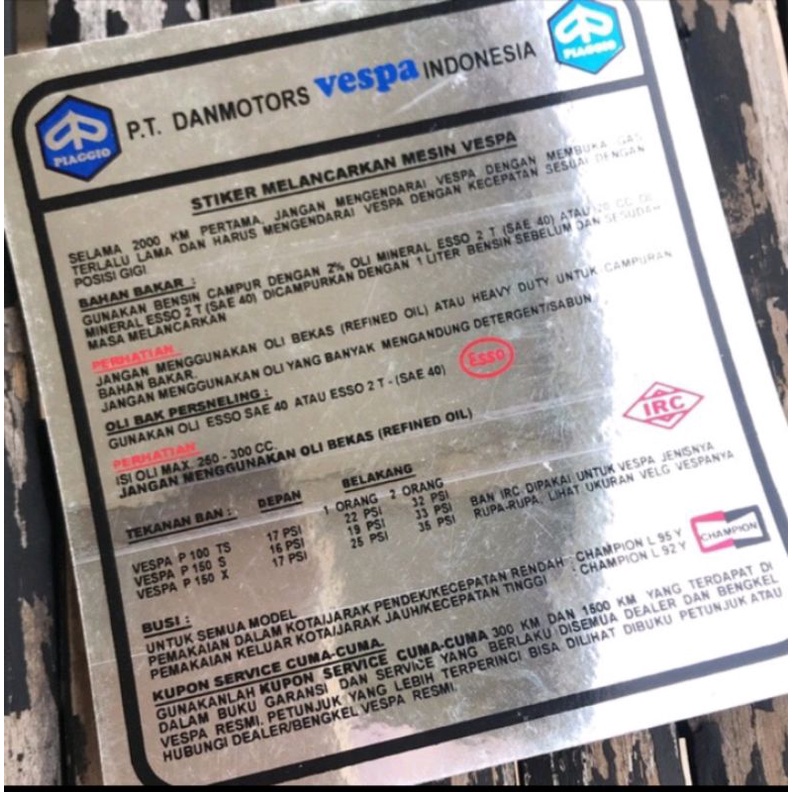 PIAGGIO
P.T. DANMOTORS vespa INDONESIA
PIAGGIO
STIKER MELANCARKAN MESIN VESPA
SELAMA 2000 KM PERTAMA, JANGAN MENGENDARAI VESPA DENGAN MEMBUKA GAS
TERLALU LAMA DAN HARUS MENGENDARAI VESPA DENGAN KECEPATAN SESUAI DENGAN
POSISI GIGI
BAHAN BAKAR :
GUNAKAN BENSIN CAMPUR DENGAN 2% OLI MINERAL ESSO 2 T (SAE 40) ATAU 20 CC OLI
MINERAL ESSO 2 T (SAE 40) DICAMPURKAN DENGAN 1 LITER BENSIN SEBELUM DAN SESUDAH
MASA MELANCARKAN
PERHATIAN
JANGAN MENGGUNAKAN OLI BEKAS (REFINED OIL) ATAU HEAVY DUTY UNTUK CAMPURAN
BAHAN BAKAR.
JANGAN MENGGUNAKAN OLI YANG BANYAK MENGANDUNG DETERGENT/SABUN
OLI BAK PERSNELING :
GUNAKAN OLI ESSO SAE 40 ATAU ESSO 2 T - (SAE 40)
Esso
PERHATIAN
ISI OLI MAX. 250 - 300 CC.
JANGAN MENGGUNAKAN OLI BEKAS (REFINED OIL)
IRC
TEKANAN BAN : DEPAN BELAKANG
1 ORANG 2 ORANG
VESPA P 100 TS 17 PSI 22 PSI 32 PSI
VESPA P 150 S 16 PSI 19 PSI 33 PSI
VESPA P 150 X 17 PSI 25 PSI 35 PSI
BAN IRC DIPAKAI UNTUK VESPA JENISNYA
RUPA-RUPA. LIHAT UKURAN VELG VESPANYA
CHAMPION
BUSI :
UNTUK SEMUA MODEL
PEMAKAIAN DALAM KOTA/JARAK PENDEK/KECEPATAN RENDAH : CHAMPION L 95 Y
PEMAKAIAN KELUAR KOTA/JARAK JAUH/KECEPATAN TINGGI : CHAMPION L 92 Y
KUPON SERVICE CUMA-CUMA
GUNAKANLAH KUPON SERVICE CUMA-CUMA 300 KM DAN 1500 KM YANG TERDAPAT DI
DALAM BUKU GARANSI DAN SERVICE YANG BERLAKU DISEMUA DEALER DAN BENGKEL
VESPA RESMI. PETUNJUK YANG LEBIH TERPERINCI BISA DILIHAT DIBUKU PETUNJUK ATAU
HUBUNGI DEALER/BENGKEL VESPA RESMI.